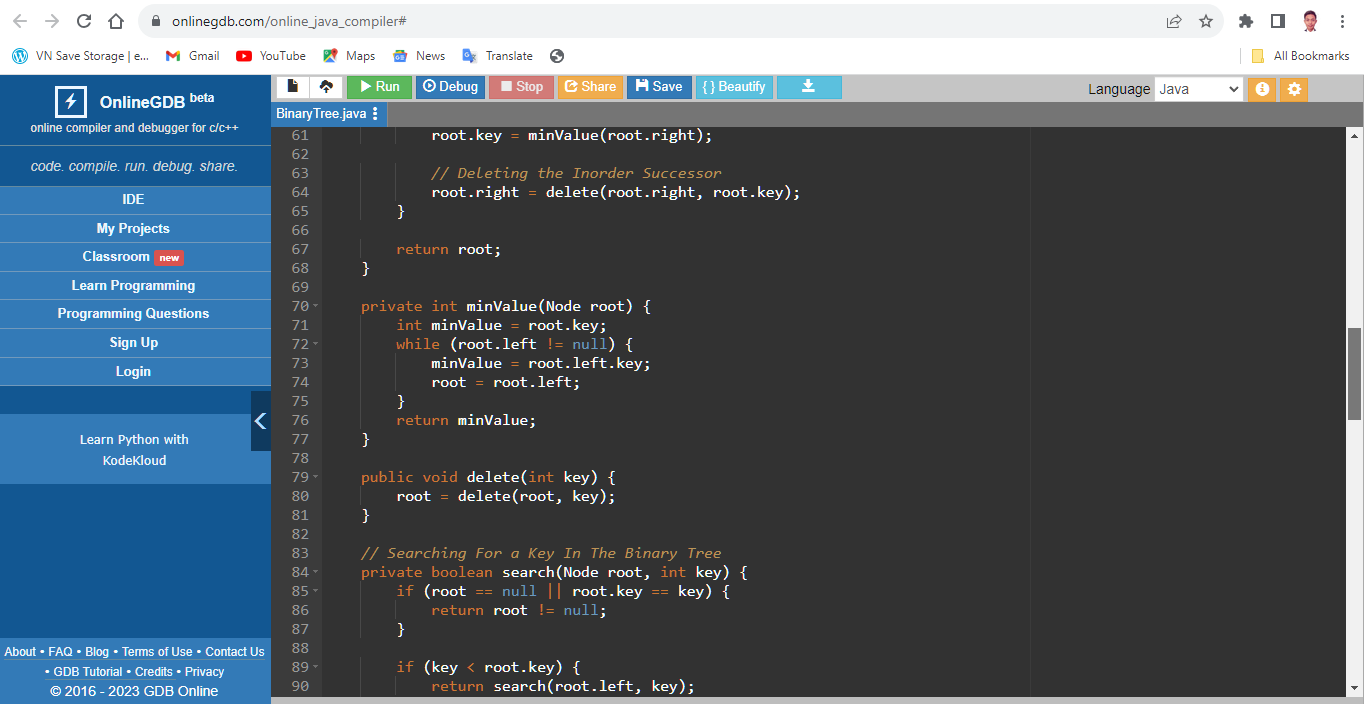 onlinegdb.com/online_java_compiler#
VN Save Storage | e... Gmail YouTube Maps News Translate All Bookmarks
OnlineGDB beta
online compiler and debugger for c/c++
code. compile. run. debug. share.
IDE
My Projects
Classroom new
Learn Programming
Programming Questions
Sign Up
Login
Learn Python with
KodeKloud
About • FAQ • Blog • Terms of Use • Contact Us
• GDB Tutorial • Credits • Privacy
© 2016 - 2023 GDB Online
Run Debug Stop Share Save { } Beautify Language Java
BinaryTree.java
61             root.key = minValue(root.right);
62
63             // Deleting the Inorder Successor
64             root.right = delete(root.right, root.key);
65         }
66
67         return root;
68     }
69
70     private int minValue(Node root) {
71         int minValue = root.key;
72         while (root.left != null) {
73             minValue = root.left.key;
74             root = root.left;
75         }
76         return minValue;
77     }
78
79     public void delete(int key) {
80         root = delete(root, key);
81     }
82
83     // Searching For a Key In The Binary Tree
84     private boolean search(Node root, int key) {
85         if (root == null || root.key == key) {
86             return root != null;
87         }
88
89         if (key < root.key) {
90             return search(root.left, key);